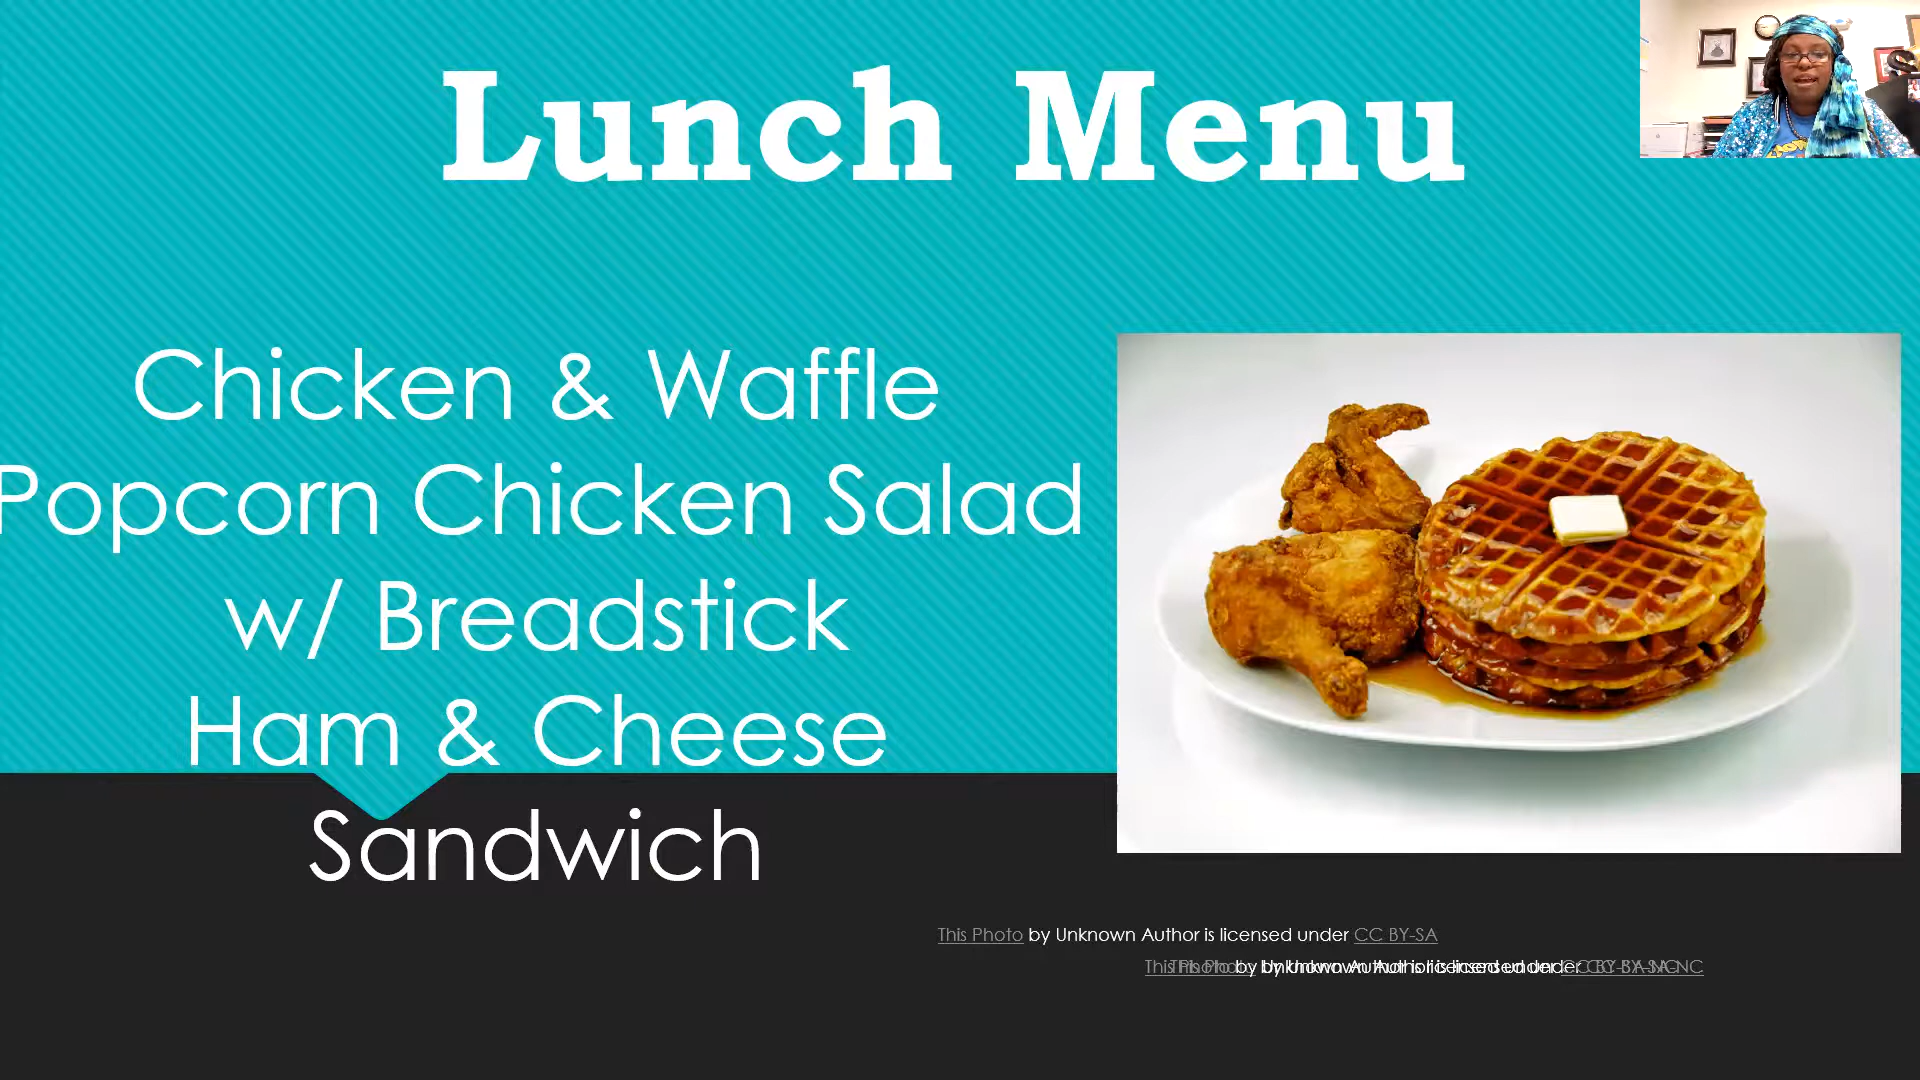 Lunch Menu
Chicken & Waffle
Popcorn Chicken Salad
w/ Breadstick
Ham & Cheese
Sandwich
This Photo by Unknown Author is licensed under CC BY-SA